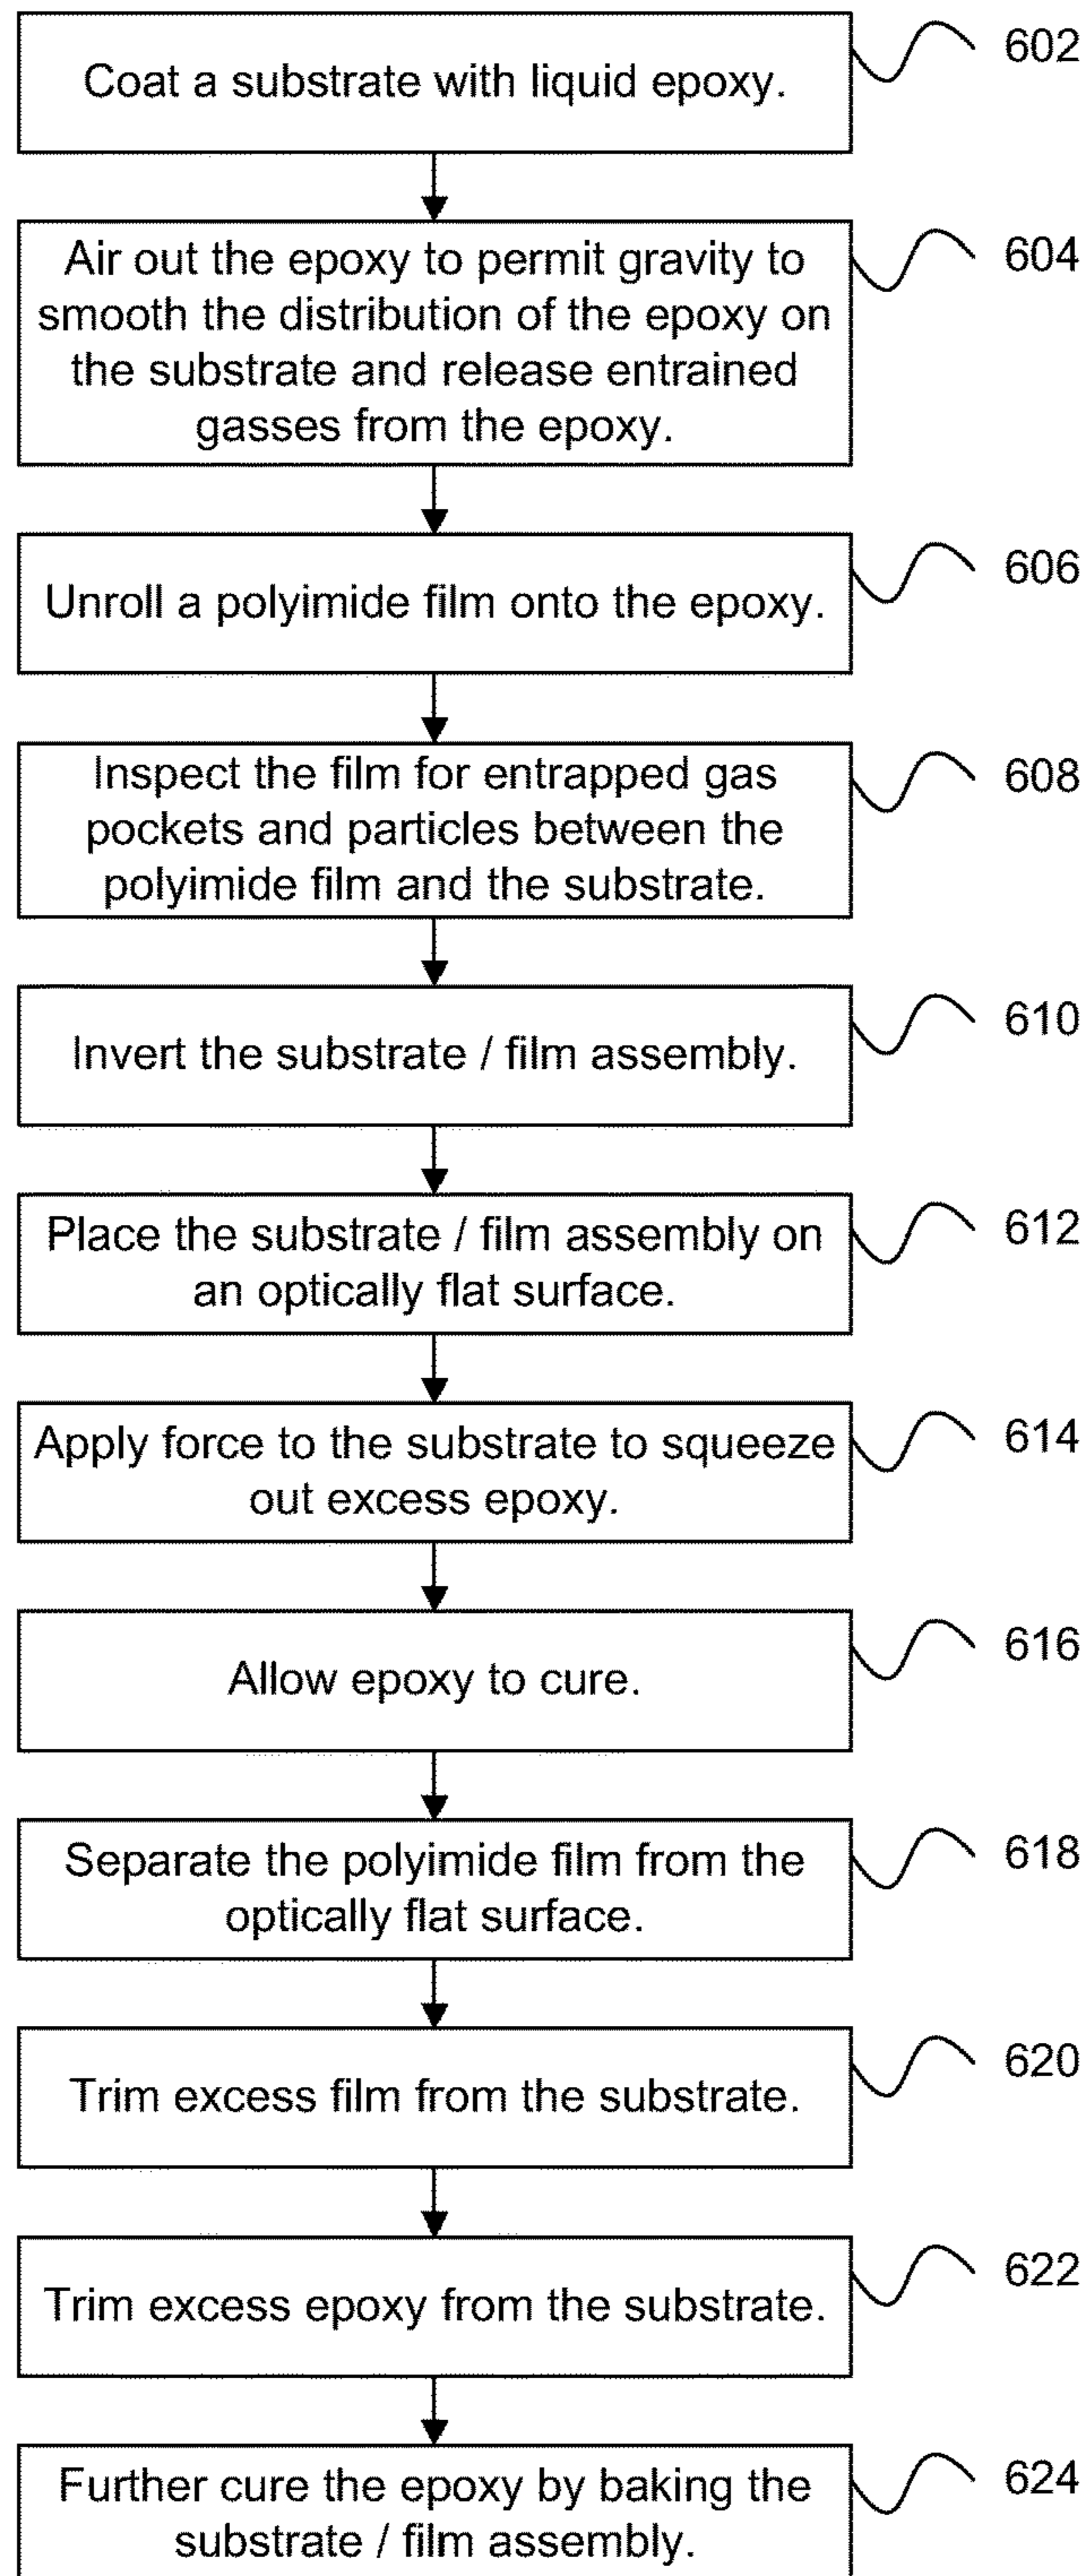 Coat a substrate with liquid epoxy.
602
Air out the epoxy to permit gravity to
smooth the distribution of the epoxy on
the substrate and release entrained
gasses from the epoxy.
604
Unroll a polyimide film onto the epoxy.
606
Inspect the film for entrapped gas
pockets and particles between the
polyimide film and the substrate.
608
Invert the substrate / film assembly.
610
Place the substrate / film assembly on
an optically flat surface.
612
Apply force to the substrate to squeeze
out excess epoxy.
614
Allow epoxy to cure.
616
Separate the polyimide film from the
optically flat surface.
618
Trim excess film from the substrate.
620
Trim excess epoxy from the substrate.
622
Further cure the epoxy by baking the
substrate / film assembly.
624